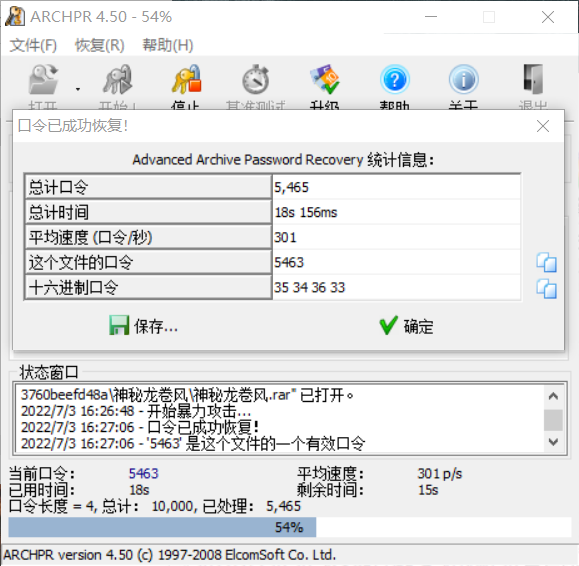 ARCHPR 4.50 - 54%
文件(F) 恢复(R) 帮助(H)
打开 开始! 停止 基准测试 升级 帮助 关于 退出
口令已成功恢复!
Advanced Archive Password Recovery 统计信息:
总计口令 5,465
总计时间 18s 156ms
平均速度 (口令/秒) 301
这个文件的口令 5463
十六进制口令 35 34 36 33
保存... 确定
状态窗口
3760beefd48a\神秘龙卷风\神秘龙卷风.rar" 已打开。
2022/7/3 16:26:48 - 开始暴力攻击...
2022/7/3 16:27:06 - 口令已成功恢复!
2022/7/3 16:27:06 - '5463' 是这个文件的一个有效口令
当前口令: 5463 平均速度: 301 p/s
已用时间: 18s 剩余时间: 15s
口令长度 = 4, 总计: 10,000, 已处理: 5,465
54%
ARCHPR version 4.50 (c) 1997-2008 ElcomSoft Co. Ltd.